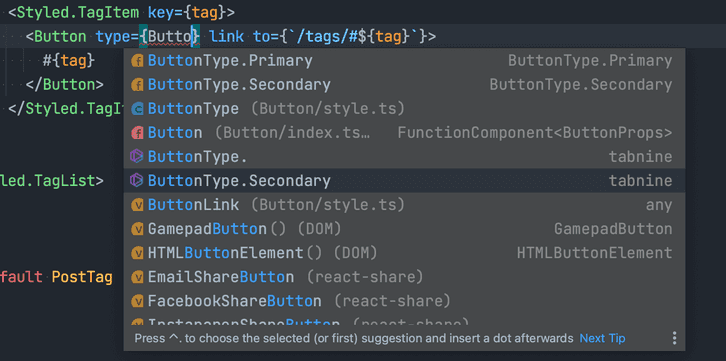 <Styled.TagItem key={tag}>
<Button type={Butto} link to={`/tags/#${tag}`}>
#{tag}
</Button>
</Styled.TagIt
led.TagList>
fault PostTag
ButtonType.Primary ButtonType.Primary
ButtonType.Secondary ButtonType.Secondary
ButtonType (Button/style.ts)
Button (Button/index.ts… FunctionComponent<ButtonProps>
ButtonType. tabnine
ButtonType.Secondary tabnine
ButtonLink (Button/style.ts) any
GamepadButton() (DOM) GamepadButton
HTMLButtonElement() (DOM) HTMLButtonElement
EmailShareButton (react-share)
FacebookShareButton (react-share)
InstapaperShareButton (react-share)
Press ^. to choose the selected (or first) suggestion and insert a dot afterwards Next Tip